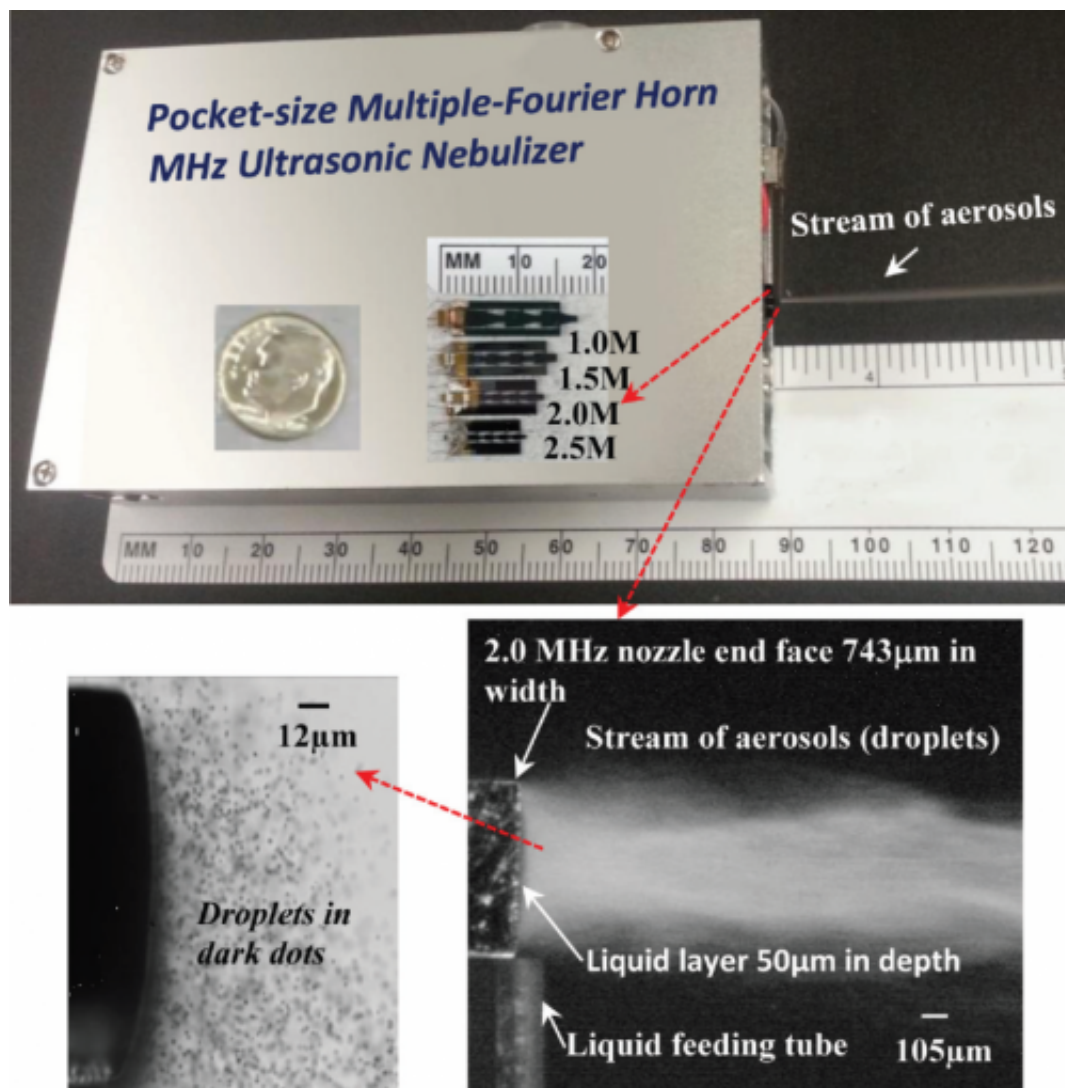 Pocket-size Multiple-Fourier Horn
MHz Ultrasonic Nebulizer
Stream of aerosols
MM 10 20
1.0M
1.5M
2.0M
2.5M
4
MM 10 20 30 40 50 60 70 80 90 100 110 120
2.0 MHz nozzle end face 743μm in
width
12μm
Stream of aerosols (droplets)
Droplets in
dark dots
Liquid layer 50μm in depth
Liquid feeding tube
105μm